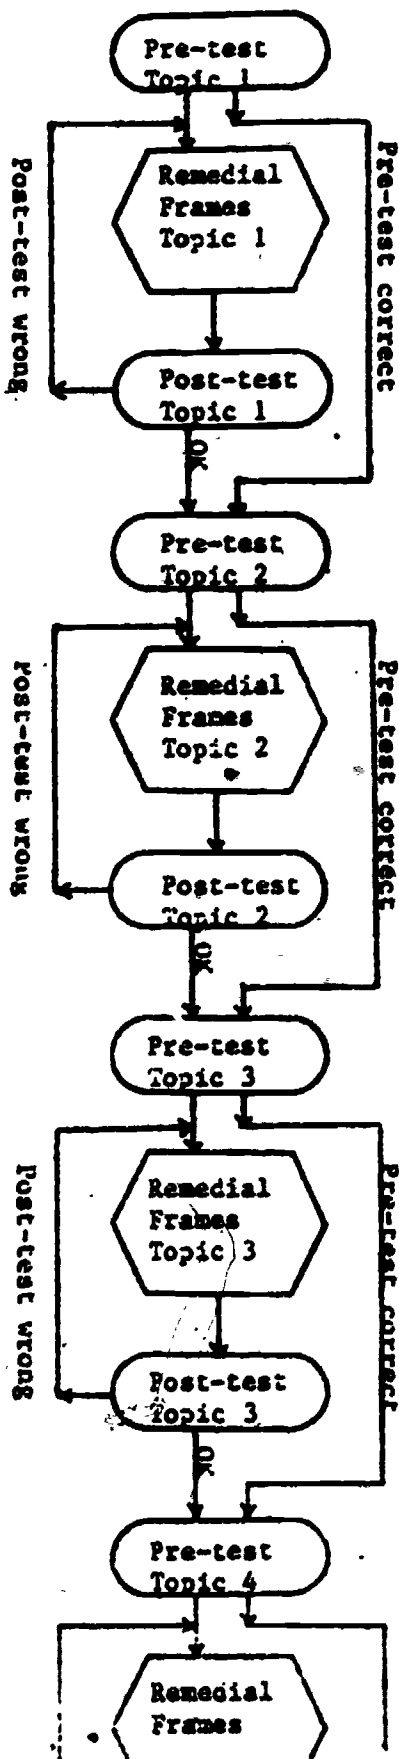 Pre-test
Topic 1
Pre-test correct
Post-test wrong
Remedial
Frames
Topic 1
Post-test
Topic 1
OK
Pre-test
Topic 2
Pre-test correct
Post-test wrong
Remedial
Frames
Topic 2
Post-test
Topic 2
OK
Pre-test
Topic 3
Pre-test correct
Post-test wrong
Remedial
Frames
Topic 3
Post-test
Topic 3
OK
Pre-test
Topic 4
Remedial
Frames